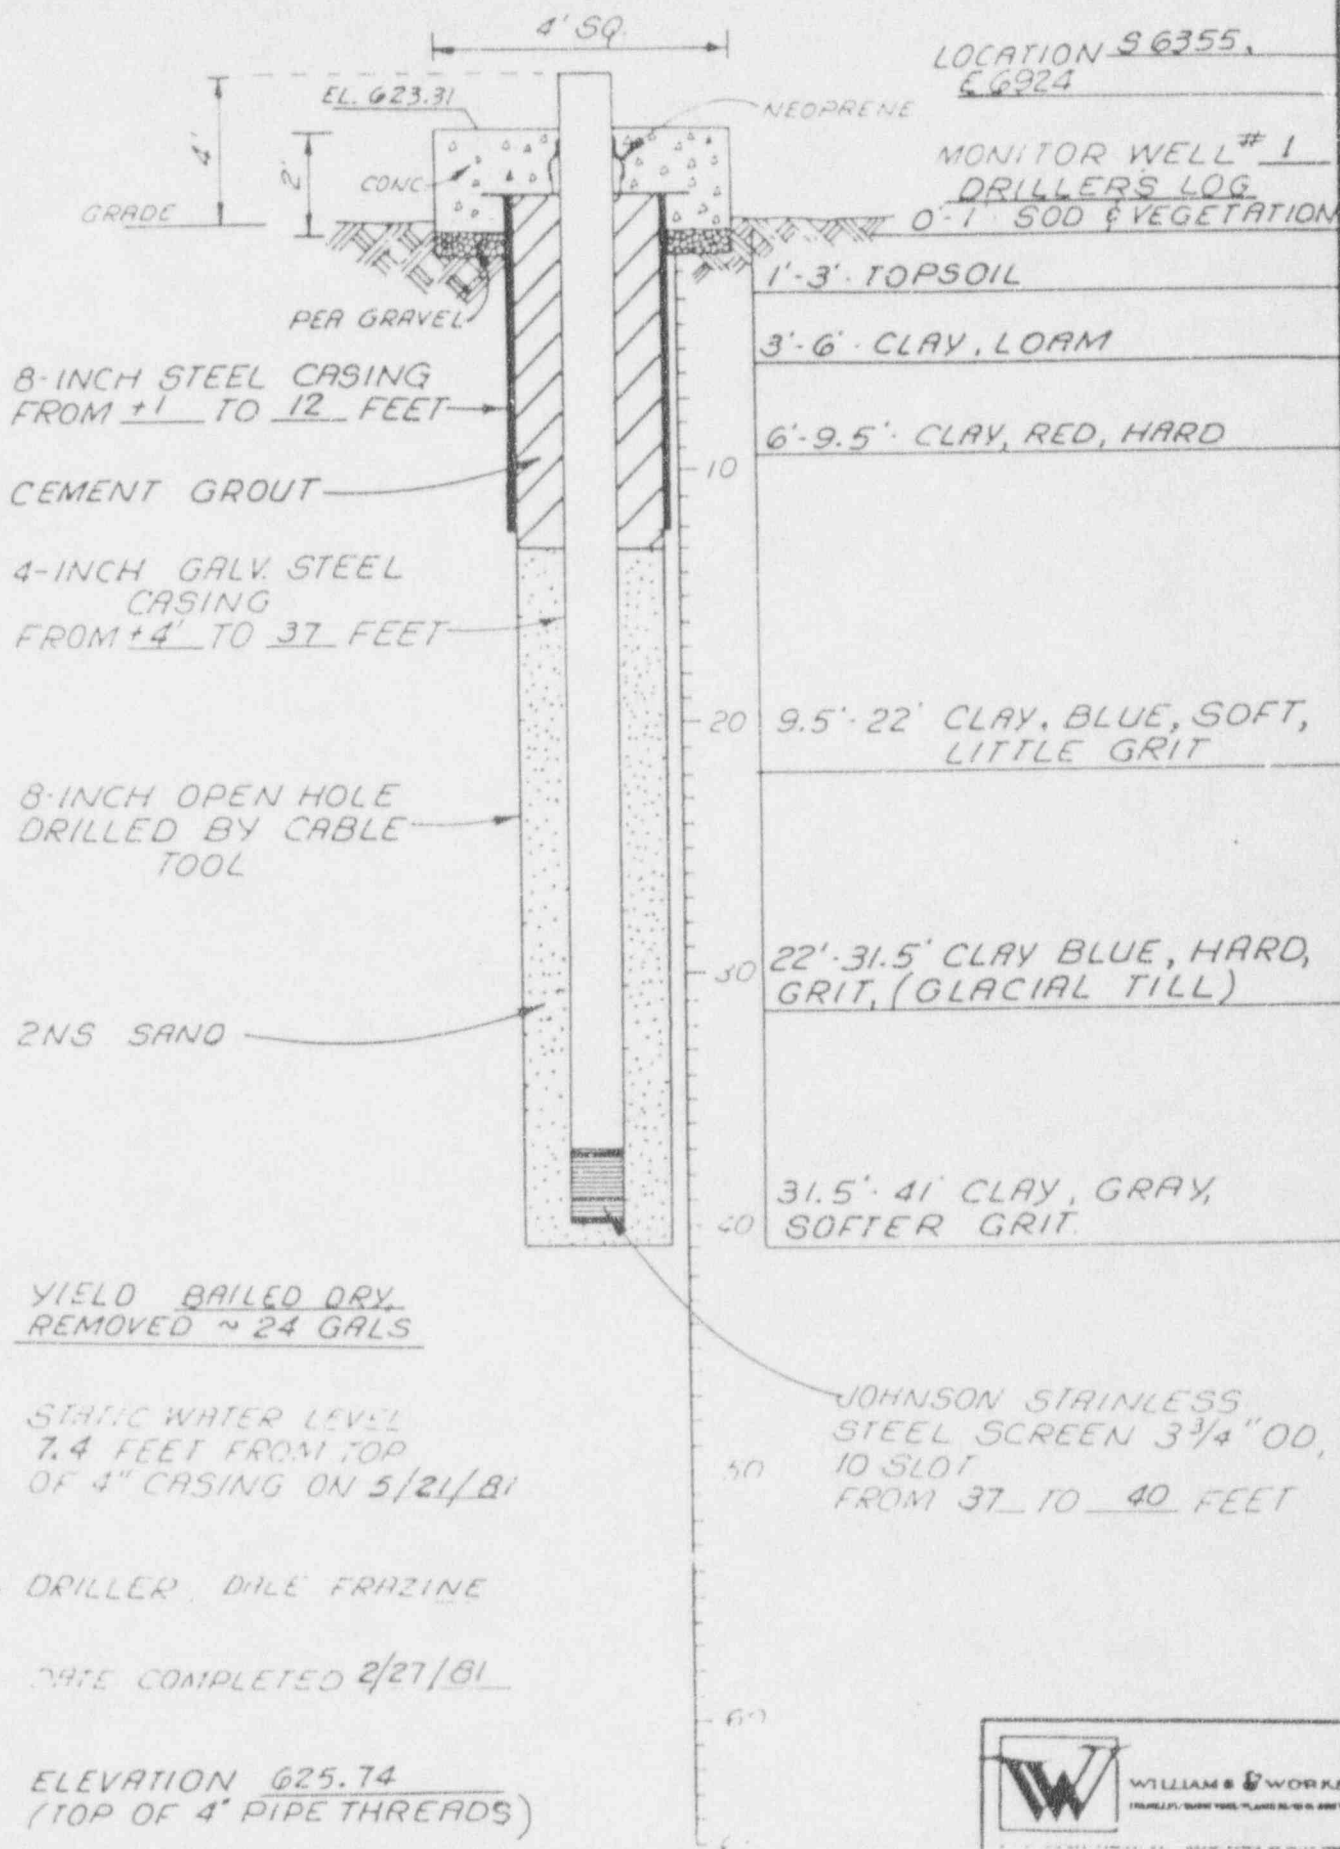 4' SQ.
LOCATION S 6355,
E 6924
EL. 623.31
NEOPRENE
4'
2'
CONC
MONITOR WELL # 1
DRILLERS LOG
GRADE
0-1 SOD & VEGETATION
1'-3' TOPSOIL
PEA GRAVEL
3'-6' CLAY, LOAM
8-INCH STEEL CASING
FROM +1 TO 12 FEET
6'-9.5' CLAY, RED, HARD
10
CEMENT GROUT
4-INCH GALV. STEEL
CASING
FROM +4' TO 37 FEET
20
9.5'-22' CLAY, BLUE, SOFT,
LITTLE GRIT
8-INCH OPEN HOLE
DRILLED BY CABLE
TOOL
22'-31.5' CLAY BLUE, HARD,
GRIT, (GLACIAL TILL)
30
2NS SAND
31.5'-41' CLAY, GRAY,
SOFTER GRIT
40
YIELD BAILED DRY,
REMOVED ~ 24 GALS
STATIC WATER LEVEL
7.4 FEET FROM TOP
OF 4" CASING ON 5/21/81
JOHNSON STAINLESS
STEEL SCREEN 3 3/4" OD,
10 SLOT
FROM 37 TO 40 FEET
50
DRILLER DALE FRAZINE
DATE COMPLETED 2/27/81
60
ELEVATION 625.74
(TOP OF 4" PIPE THREADS)
W
WILLIAMS & WORKS